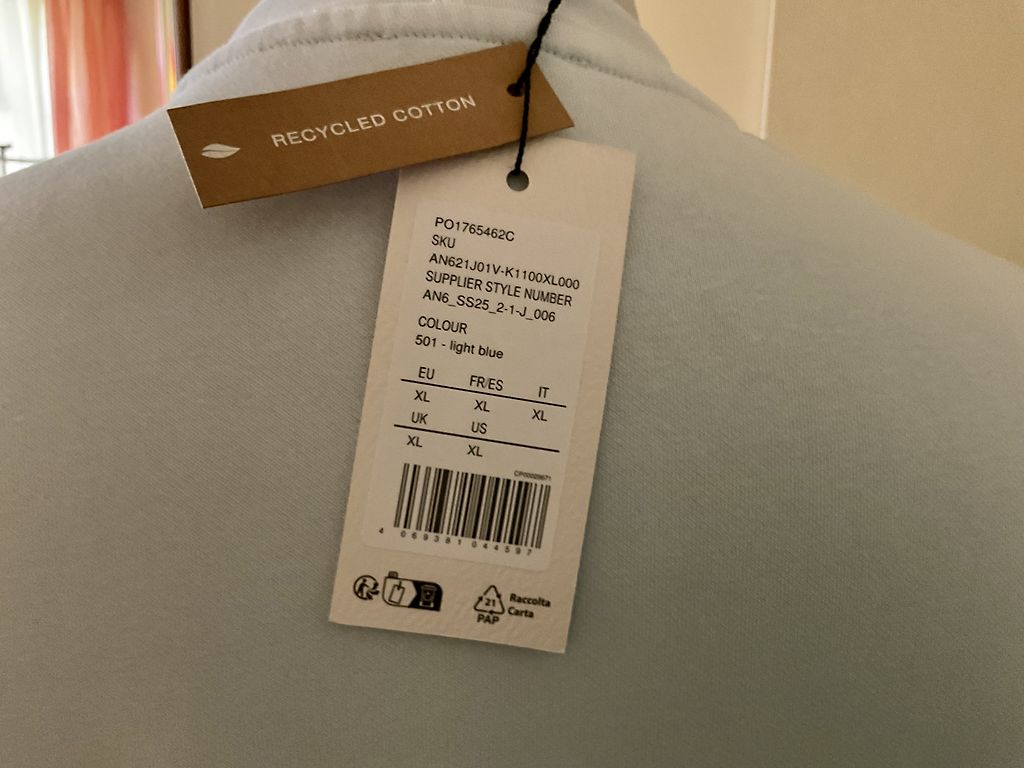 RECYCLED COTTON
PO1765462C
SKU
AN621J01V-K1100XL000
SUPPLIER STYLE NUMBER
AN6_SS25_2-1-J_006
COLOUR
501 - light blue
EU FR/ES IT
XL XL XL
UK US
XL XL
CP00029671
4 069381 044597
21
PAP
Raccolta
Carta